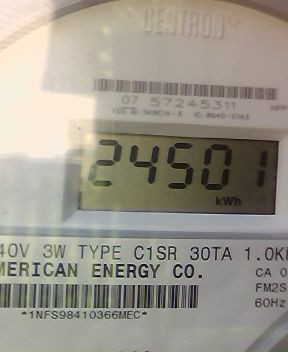 CENTRON®
07 57245311
24501
kWh
40V 3W TYPE C1SR 30TA 1.0K
MERICAN ENERGY CO.
CA 0
FM2S
60Hz
*1NFS98410366MEC*